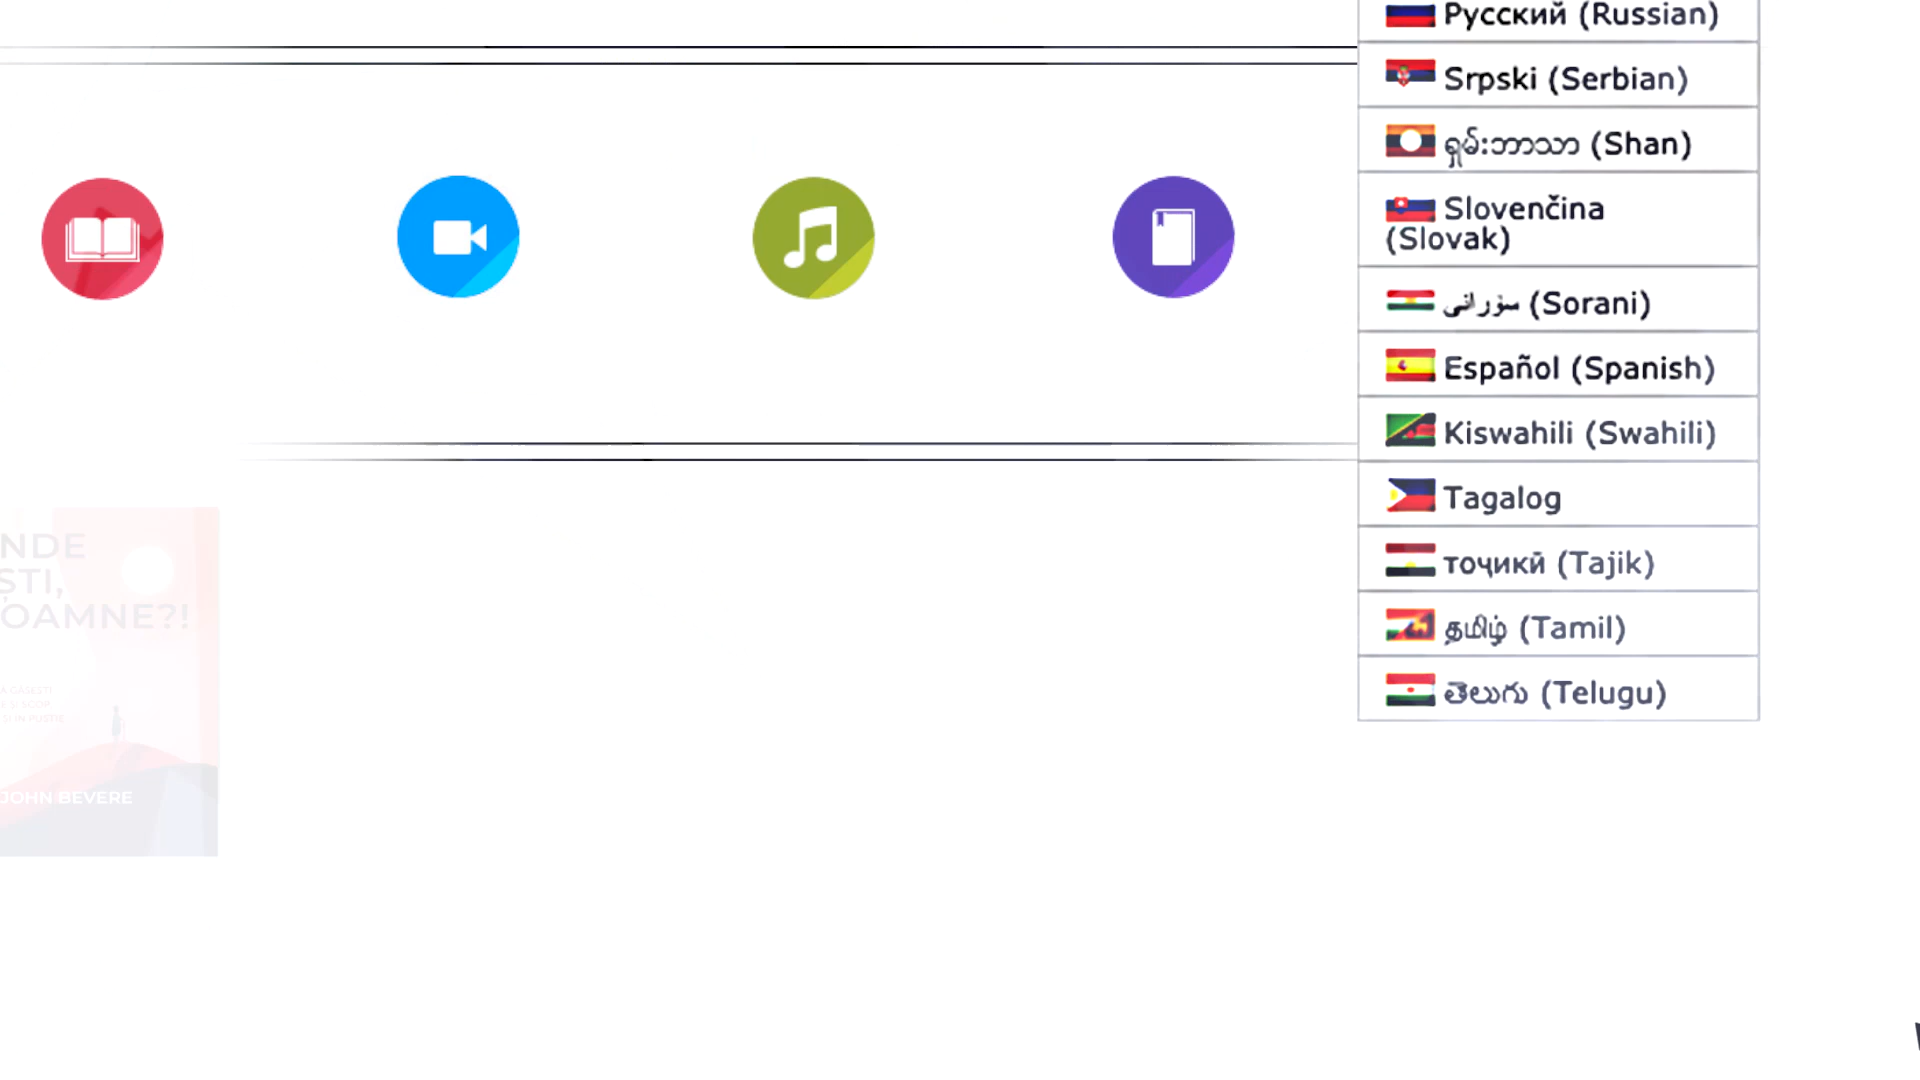 Русский (Russian)
Srpski (Serbian)
ၵႂၢမ်းတႆး (Shan)
Slovenčina
(Slovak)
سۆرانی (Sorani)
Español (Spanish)
Kiswahili (Swahili)
Tagalog
тоҷикӣ (Tajik)
தமிழ் (Tamil)
తెలుగు (Telugu)
NDE
ȘTI,
OAMNE?!
JOHN BEVERE